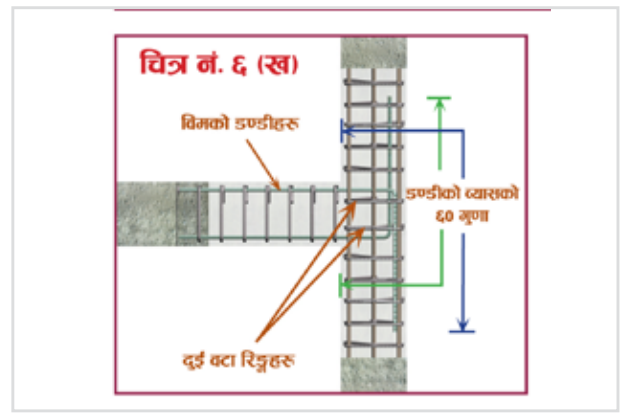 चित्र नं. ६ (ख)
विमको डण्डीहरु
डण्डीको व्यासको
६० गुणा
दुई वटा रिङ्गहरु